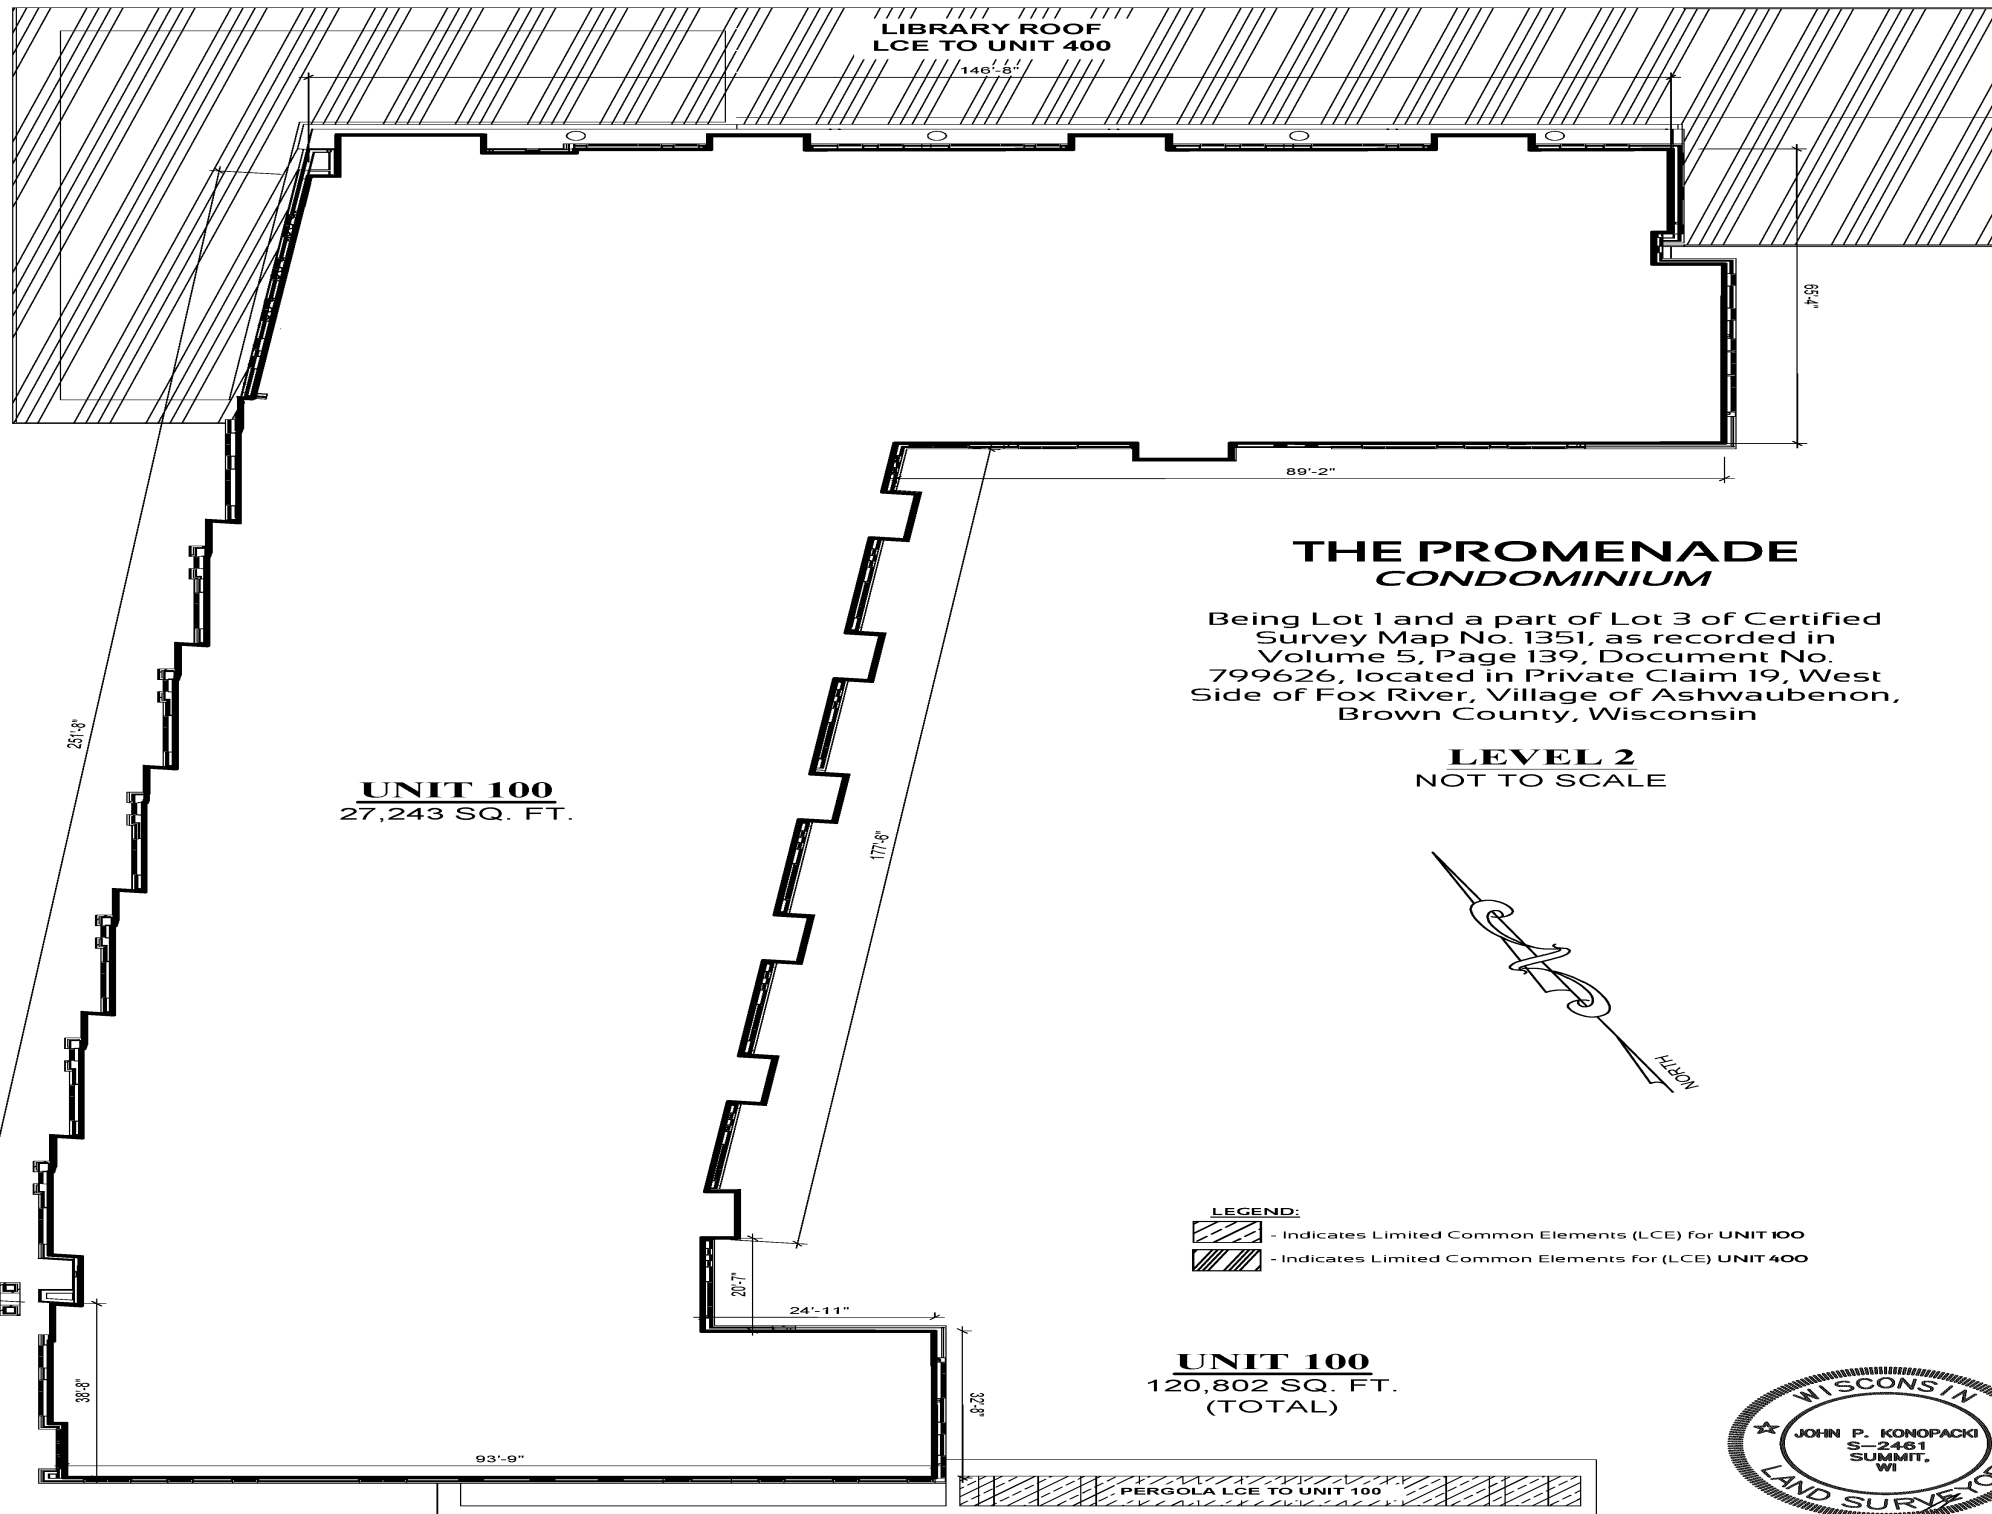 LIBRARY ROOF
LCE TO UNIT 400
146'-8"
65'-4"
89'-2"
THE PROMENADE
CONDOMINIUM
Being Lot 1 and a part of Lot 3 of Certified
Survey Map No. 1351, as recorded in
Volume 5, Page 139, Document No.
799626, located in Private Claim 19, West
Side of Fox River, Village of Ashwaubenon,
Brown County, Wisconsin
LEVEL 2
NOT TO SCALE
251'-8"
UNIT 100
27,243 SQ. FT.
177'-6"
NORTH
LEGEND:
- Indicates Limited Common Elements (LCE) for UNIT 100
- Indicates Limited Common Elements for (LCE) UNIT 400
20'-7"
24'-11"
38'-8"
32'-8"
93'-9"
UNIT 100
120,802 SQ. FT.
(TOTAL)
PERGOLA LCE TO UNIT 100
WISCONSIN
JOHN P. KONOPACKI
S-2461
SUMMIT,
WI
LAND SURVEYO